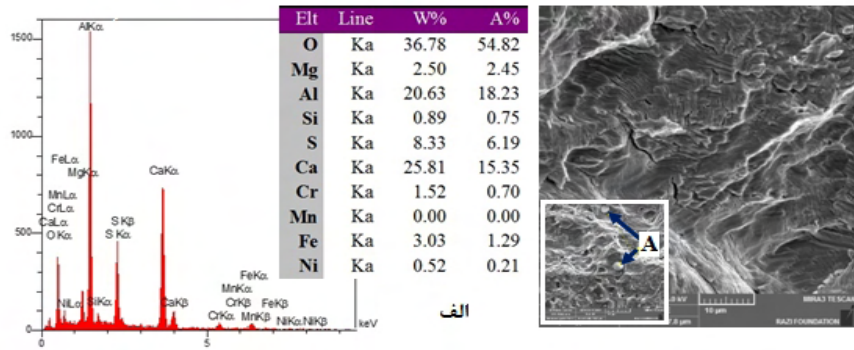 1500
1000
500
0
0
5
keV
AlKα
FeLα
MgKα
MnLα
CrLα
CaLα
O Kα
NiLα
SiKα
S Kβ
S Kα
CaKα
CaKβ
FeKα
MnKα
CrKβ FeKβ
CrKα MnKβ
NiKα NiKβ
Elt Line W% A%
O Ka 36.78 54.82
Mg Ka 2.50 2.45
Al Ka 20.63 18.23
Si Ka 0.89 0.75
S Ka 8.33 6.19
Ca Ka 25.81 15.35
Cr Ka 1.52 0.70
Mn Ka 0.00 0.00
Fe Ka 3.03 1.29
Ni Ka 0.52 0.21
الف
A
10 µm
MIRA3 TESCAN
RAZI FOUNDATION